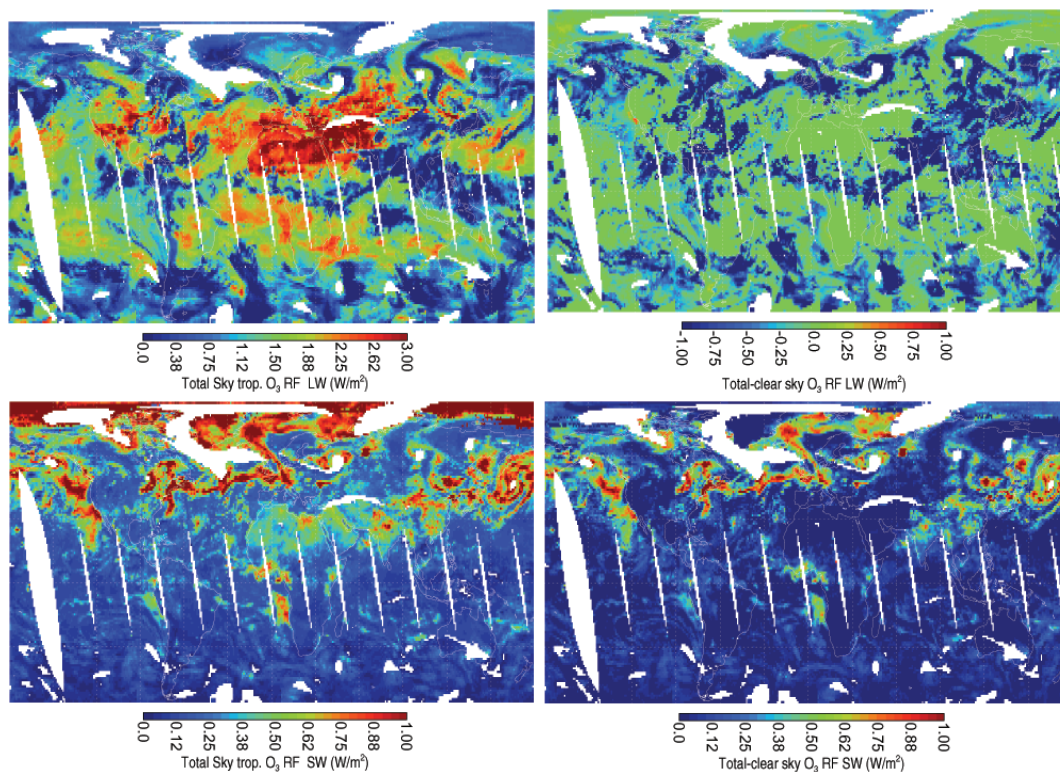 0.0 0.38 0.75 1.12 1.50 1.88 2.25 2.62 3.00
Total Sky trop. O₃ RF LW (W/m²)
-1.00 -0.75 -0.50 -0.25 0.0 0.25 0.50 0.75 1.00
Total-clear sky O₃ RF LW (W/m²)
0.0 0.12 0.25 0.38 0.50 0.62 0.75 0.88 1.00
Total Sky trop. O₃ RF SW (W/m²)
0.0 0.12 0.25 0.38 0.50 0.62 0.75 0.88 1.00
Total-clear sky O₃ RF SW (W/m²)